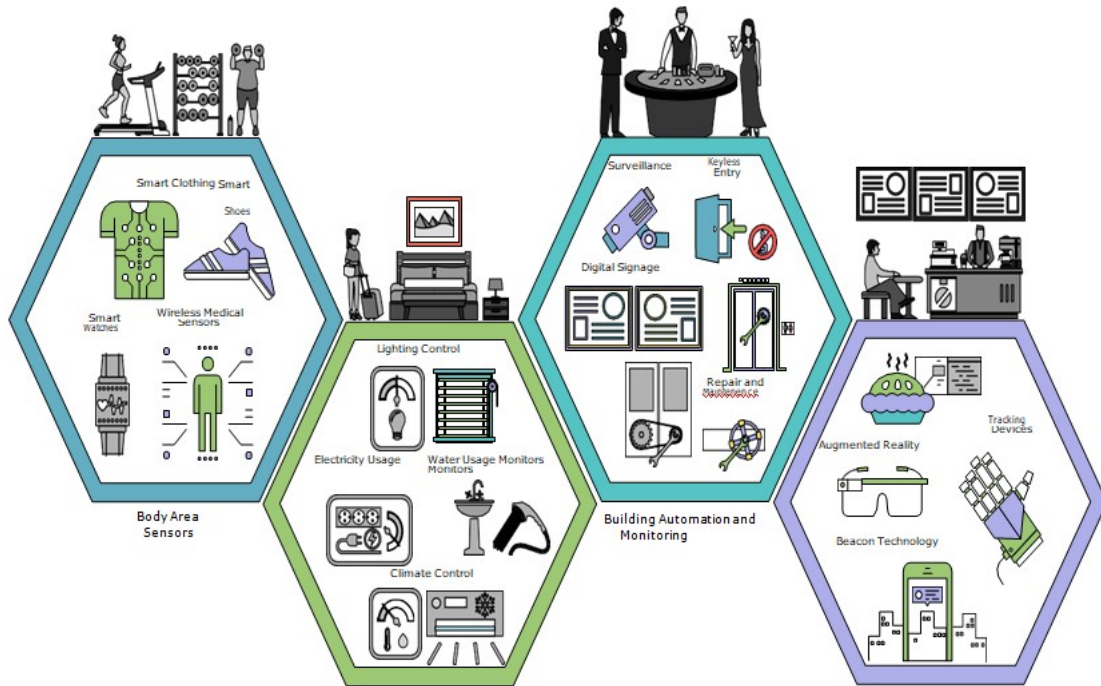 Smart Clothing Smart
Shoes
Smart
Watches
Wireless Medical
Sensors
Body Area
Sensors
Lighting Control
Electricity Usage
Water Usage Monitors
Monitors
Climate Control
Surveillance
Keyless
Entry
Digital Signage
Repair and
Maintenence
Building Automation and
Monitoring
Tracking
Devices
Augmented Reality
Beacon Technology